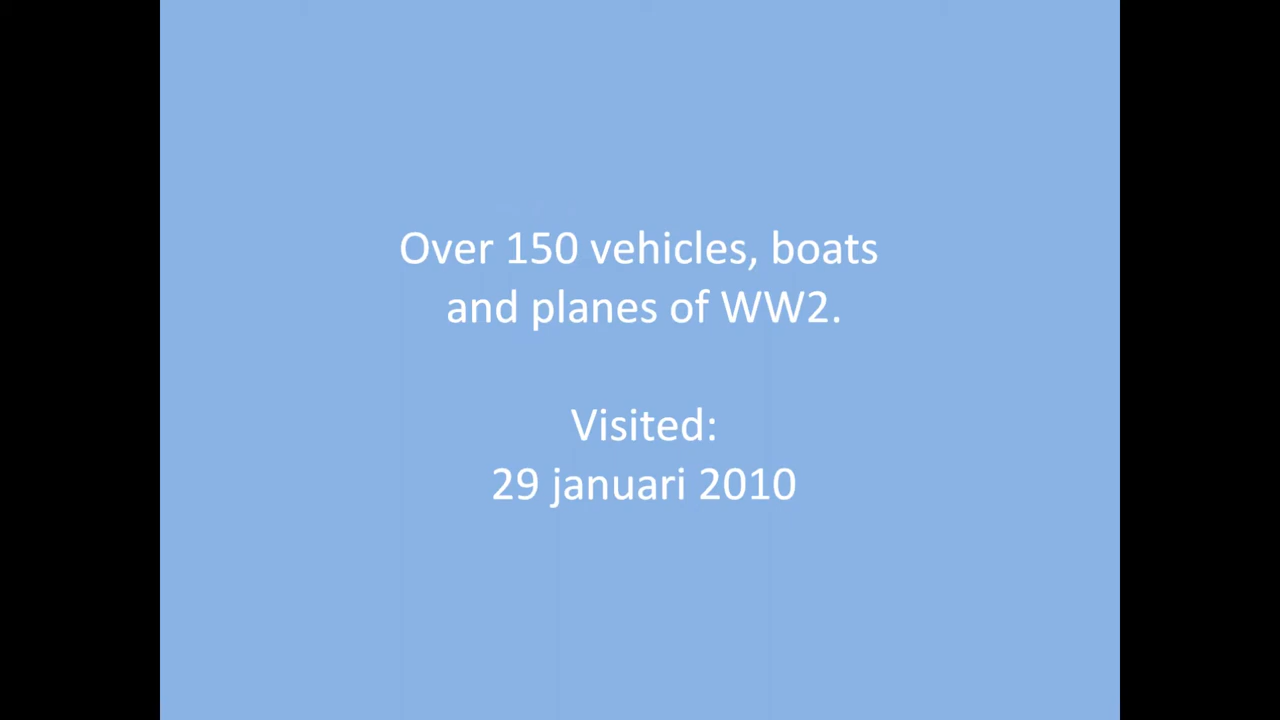 Over 150 vehicles, boats
and planes of WW2.
Visited:
29 januari 2010